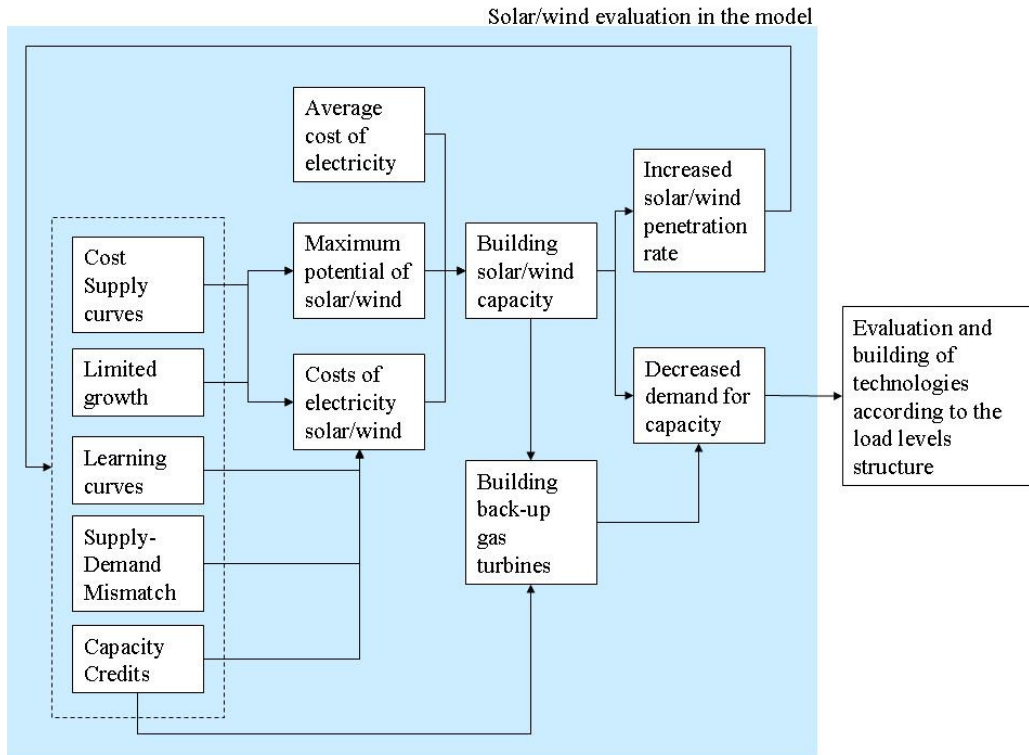 Solar/wind evaluation in the model
Average
cost of
electricity
Increased
solar/wind
penetration
rate
Cost
Supply
curves
Maximum
potential of
solar/wind
Building
solar/wind
capacity
Limited
growth
Costs of
electricity
solar/wind
Decreased
demand for
capacity
Evaluation and
building of
technologies
according to the
load levels
structure
Learning
curves
Building
back-up
gas
turbines
Supply-
Demand
Mismatch
Capacity
Credits